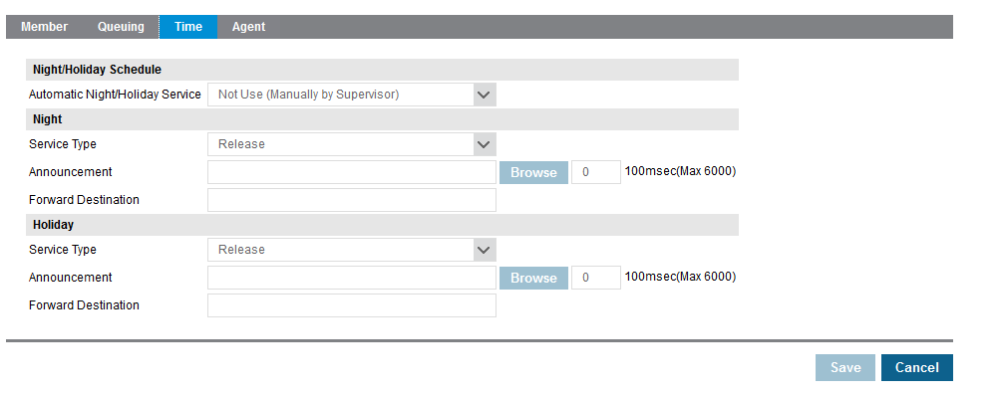 Member Queuing Time Agent
Night/Holiday Schedule
Automatic Night/Holiday Service Not Use (Manually by Supervisor)
Night
Service Type Release
Announcement Browse 0 100msec(Max 6000)
Forward Destination
Holiday
Service Type Release
Announcement Browse 0 100msec(Max 6000)
Forward Destination
Save Cancel